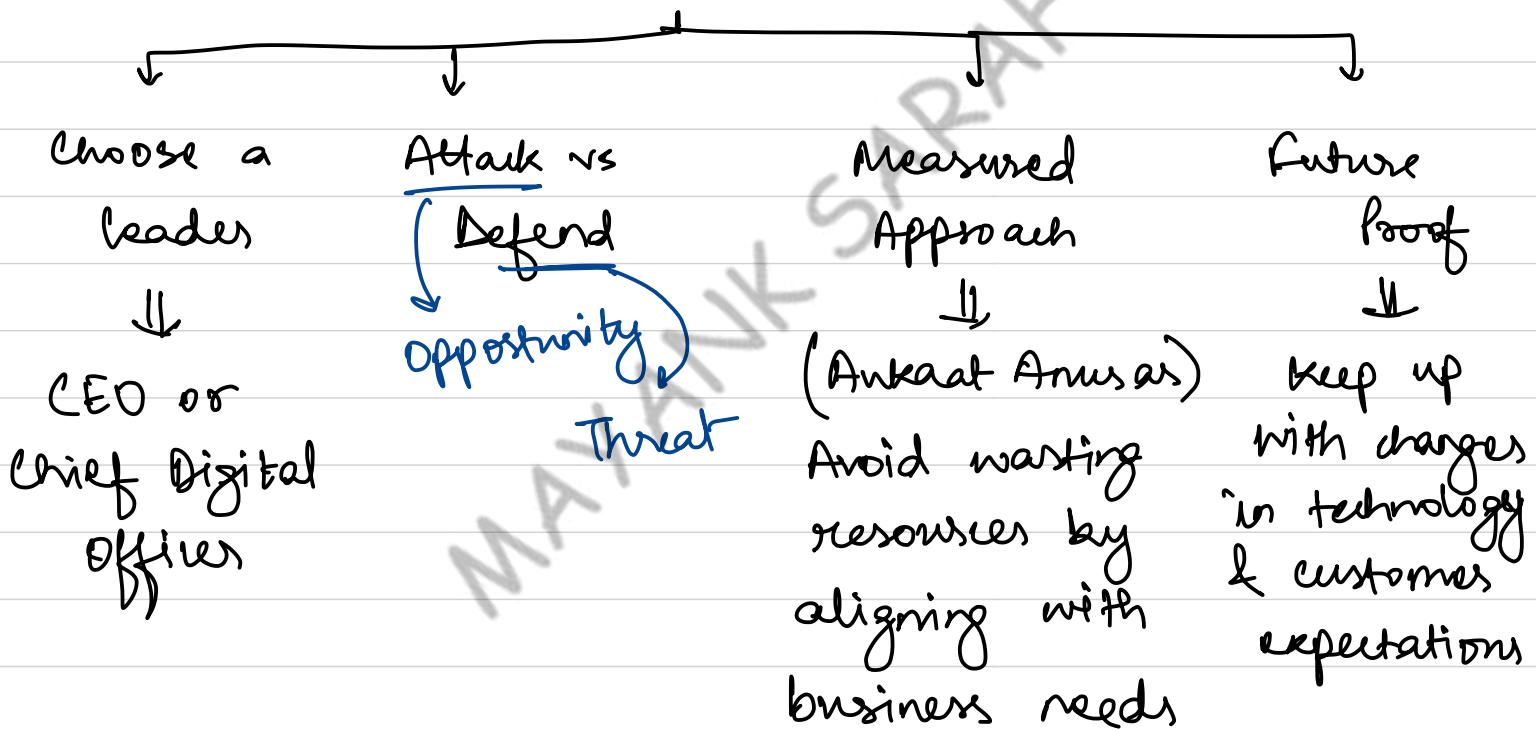 Choose a
leader
⇓
CEO or
Chief Digital
Officer
Attack vs
Defend
Opportunity
Threat
Measured
Approach
⇓
(Aukaat Anusar)
Avoid wasting
resources by
aligning with
business needs
Future
Proof
⇓
Keep up
with changes
in technology
& customer
expectations
MAYANK SARAF